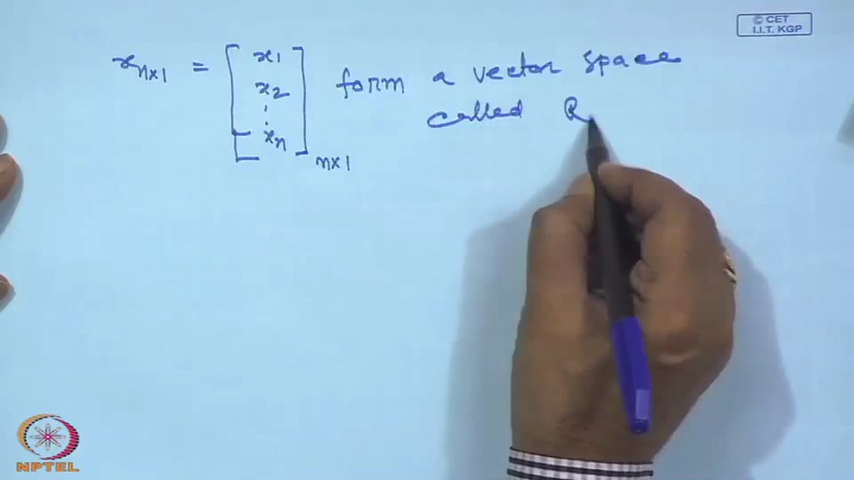 © CET
I.I.T. KGP
x_{n×1} = [x_1 form a vector space
x_2 called R
⋮
x_n]_{n×1}
NPTEL